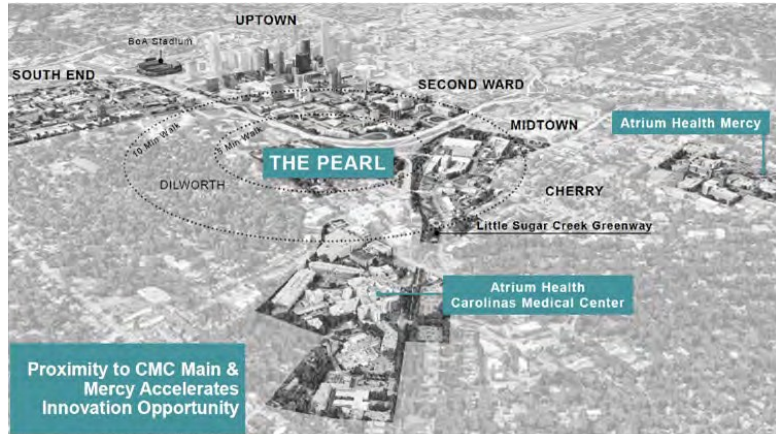 UPTOWN
BoA Stadium
SOUTH END
SECOND WARD
MIDTOWN
Atrium Health Mercy
10 Min Walk
5 Min Walk
THE PEARL
DILWORTH
CHERRY
Little Sugar Creek Greenway
Atrium Health
Carolinas Medical Center
Proximity to CMC Main &
Mercy Accelerates
Innovation Opportunity